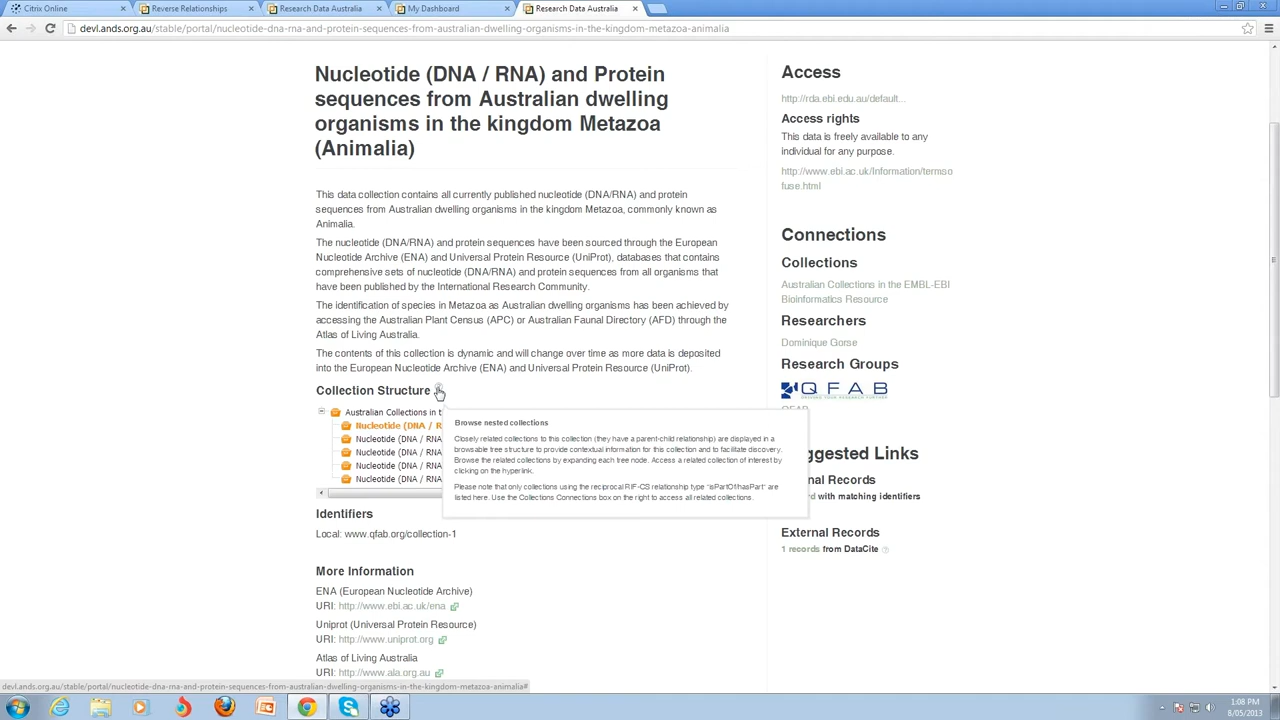 Citrix Online
Reverse Relationships
Research Data Australia
My Dashboard
Research Data Australia
devl.ands.org.au/stable/portal/nucleotide-dna-rna-and-protein-sequences-from-australian-dwelling-organisms-in-the-kingdom-metazoa-animalia
Nucleotide (DNA / RNA) and Protein
sequences from Australian dwelling
organisms in the kingdom Metazoa
(Animalia)
This data collection contains all currently published nucleotide (DNA/RNA) and protein
sequences from Australian dwelling organisms in the kingdom Metazoa, commonly known as
Animalia.
The nucleotide (DNA/RNA) and protein sequences have been sourced through the European
Nucleotide Archive (ENA) and Universal Protein Resource (UniProt), databases that contains
comprehensive sets of nucleotide (DNA/RNA) and protein sequences from all organisms that
have been published by the International Research Community.
The identification of species in Metazoa as Australian dwelling organisms has been achieved by
accessing the Australian Plant Census (APC) or Australian Faunal Directory (AFD) through the
Atlas of Living Australia.
The contents of this collection is dynamic and will change over time as more data is deposited
into the European Nucleotide Archive (ENA) and Universal Protein Resource (UniProt).
Collection Structure
Australian Collections in t
Nucleotide (DNA / R
Nucleotide (DNA / RNA
Nucleotide (DNA / RNA
Nucleotide (DNA / RNA
Nucleotide (DNA / RNA
Browse nested collections
Closely related collections to this collection (they have a parent-child relationship) are displayed in a
browsable tree structure to provide contextual information for this collection and to facilitate discovery.
Browse the related collections by expanding each tree node. Access a related collection of interest by
clicking on the hyperlink.
Please note that only collections using the reciprocal RIF-CS relationship type "isPartOf/hasPart" are
listed here. Use the Collections Connections box on the right to access all related collections.
Identifiers
Local: www.qfab.org/collection-1
More Information
ENA (European Nucleotide Archive)
URI: http://www.ebi.ac.uk/ena
Uniprot (Universal Protein Resource)
URI: http://www.uniprot.org
Atlas of Living Australia
URI: http://www.ala.org.au
Access
http://rda.ebi.edu.au/default...
Access rights
This data is freely available to any
individual for any purpose.
http://www.ebi.ac.uk/Information/termso
fuse.html
Connections
Collections
Australian Collections in the EMBL-EBI
Bioinformatics Resource
Researchers
Dominique Gorse
Research Groups
QFAB
QFAB
ggested Links
nal Records
rd with matching identifiers
External Records
1 records from DataCite
devl.ands.org.au/stable/portal/nucleotide-dna-rna-and-protein-sequences-from-australian-dwelling-organisms-in-the-kingdom-metazoa-animalia#
1:08 PM
8/05/2013